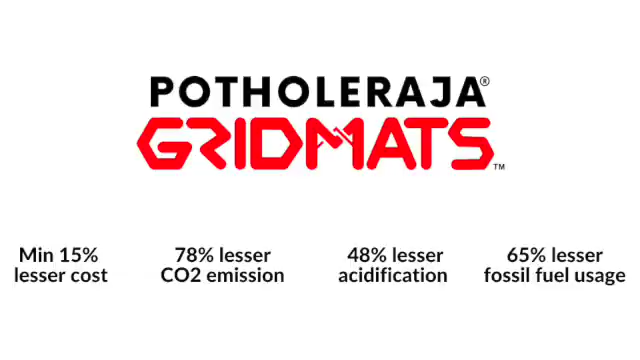 POTHOLERAJA®
GRIDMATS™
Min 15%
lesser cost
78% lesser
CO2 emission
48% lesser
acidification
65% lesser
fossil fuel usage